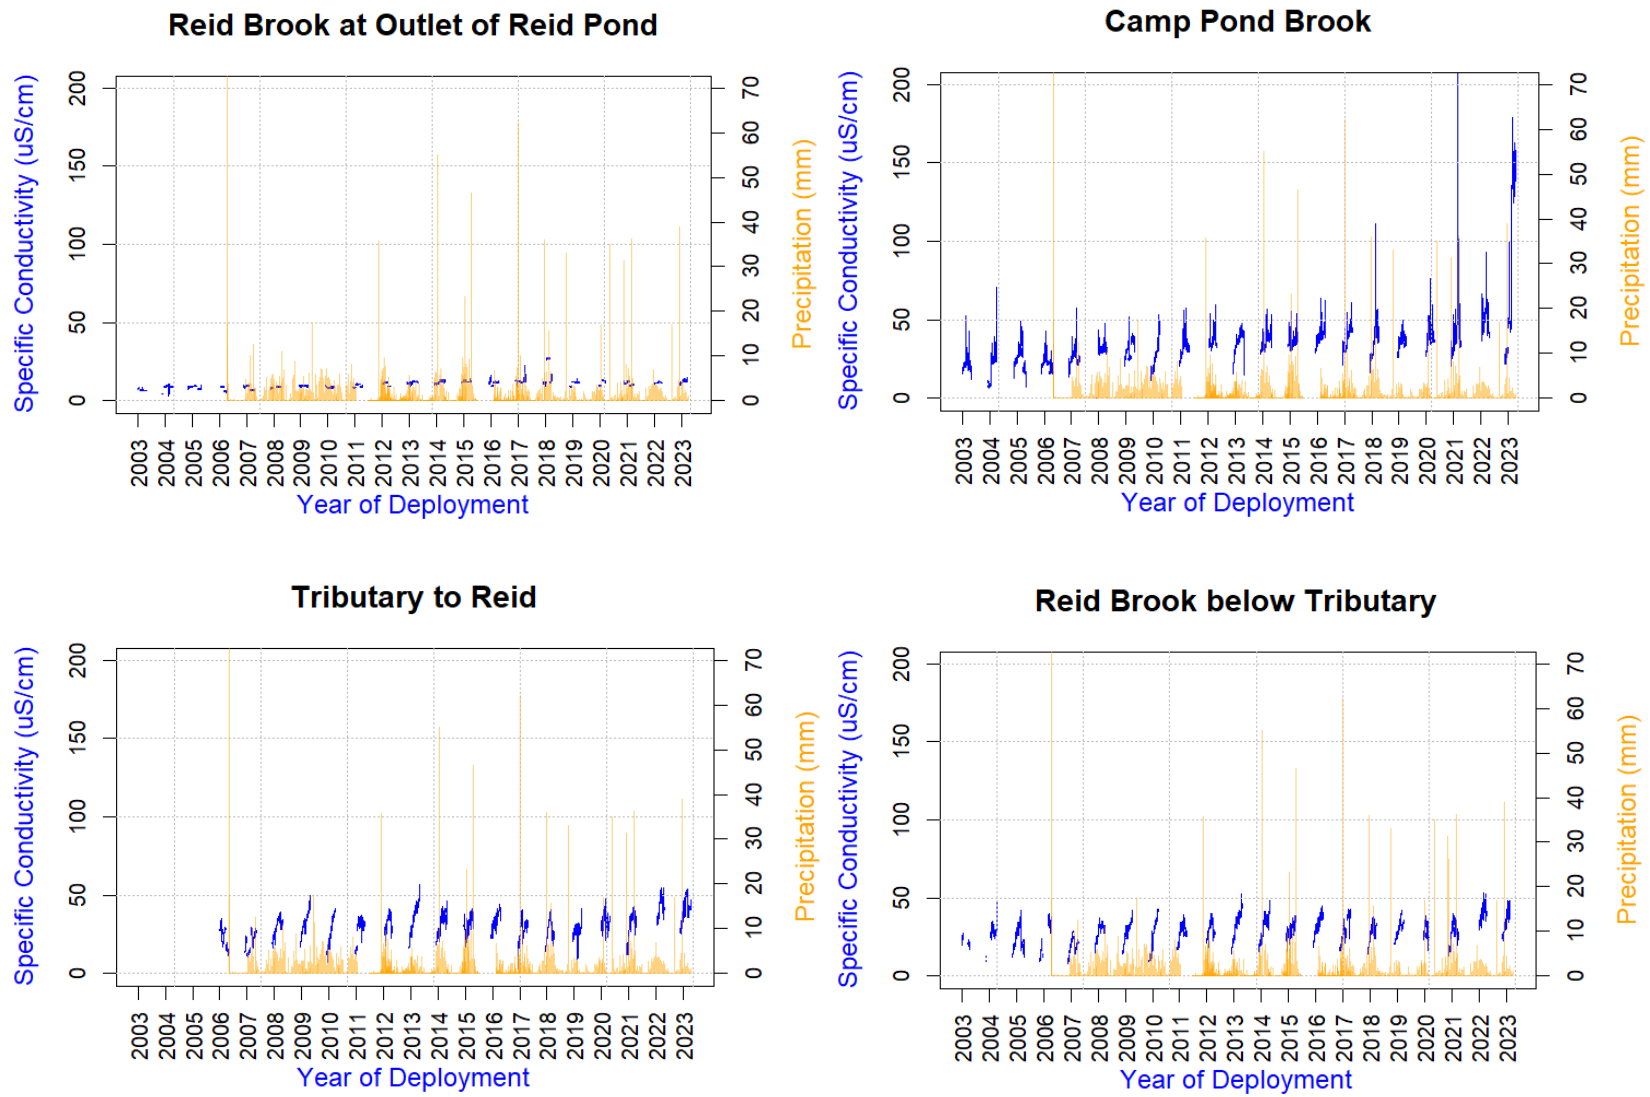 Reid Brook at Outlet of Reid Pond
Specific Conductivity (uS/cm)
0 50 100 150 200
0 10 20 30 40 50 60 70
Precipitation (mm)
2003 2004 2005 2006 2007 2008 2009 2010 2011 2012 2013 2014 2015 2016 2017 2018 2019 2020 2021 2022 2023
Year of Deployment
Camp Pond Brook
Specific Conductivity (uS/cm)
0 50 100 150 200
0 10 20 30 40 50 60 70
Precipitation (mm)
2003 2004 2005 2006 2007 2008 2009 2010 2011 2012 2013 2014 2015 2016 2017 2018 2019 2020 2021 2022 2023
Year of Deployment
Tributary to Reid
Specific Conductivity (uS/cm)
0 50 100 150 200
0 10 20 30 40 50 60 70
Precipitation (mm)
2003 2004 2005 2006 2007 2008 2009 2010 2011 2012 2013 2014 2015 2016 2017 2018 2019 2020 2021 2022 2023
Year of Deployment
Reid Brook below Tributary
Specific Conductivity (uS/cm)
0 50 100 150 200
0 10 20 30 40 50 60 70
Precipitation (mm)
2003 2004 2005 2006 2007 2008 2009 2010 2011 2012 2013 2014 2015 2016 2017 2018 2019 2020 2021 2022 2023
Year of Deployment